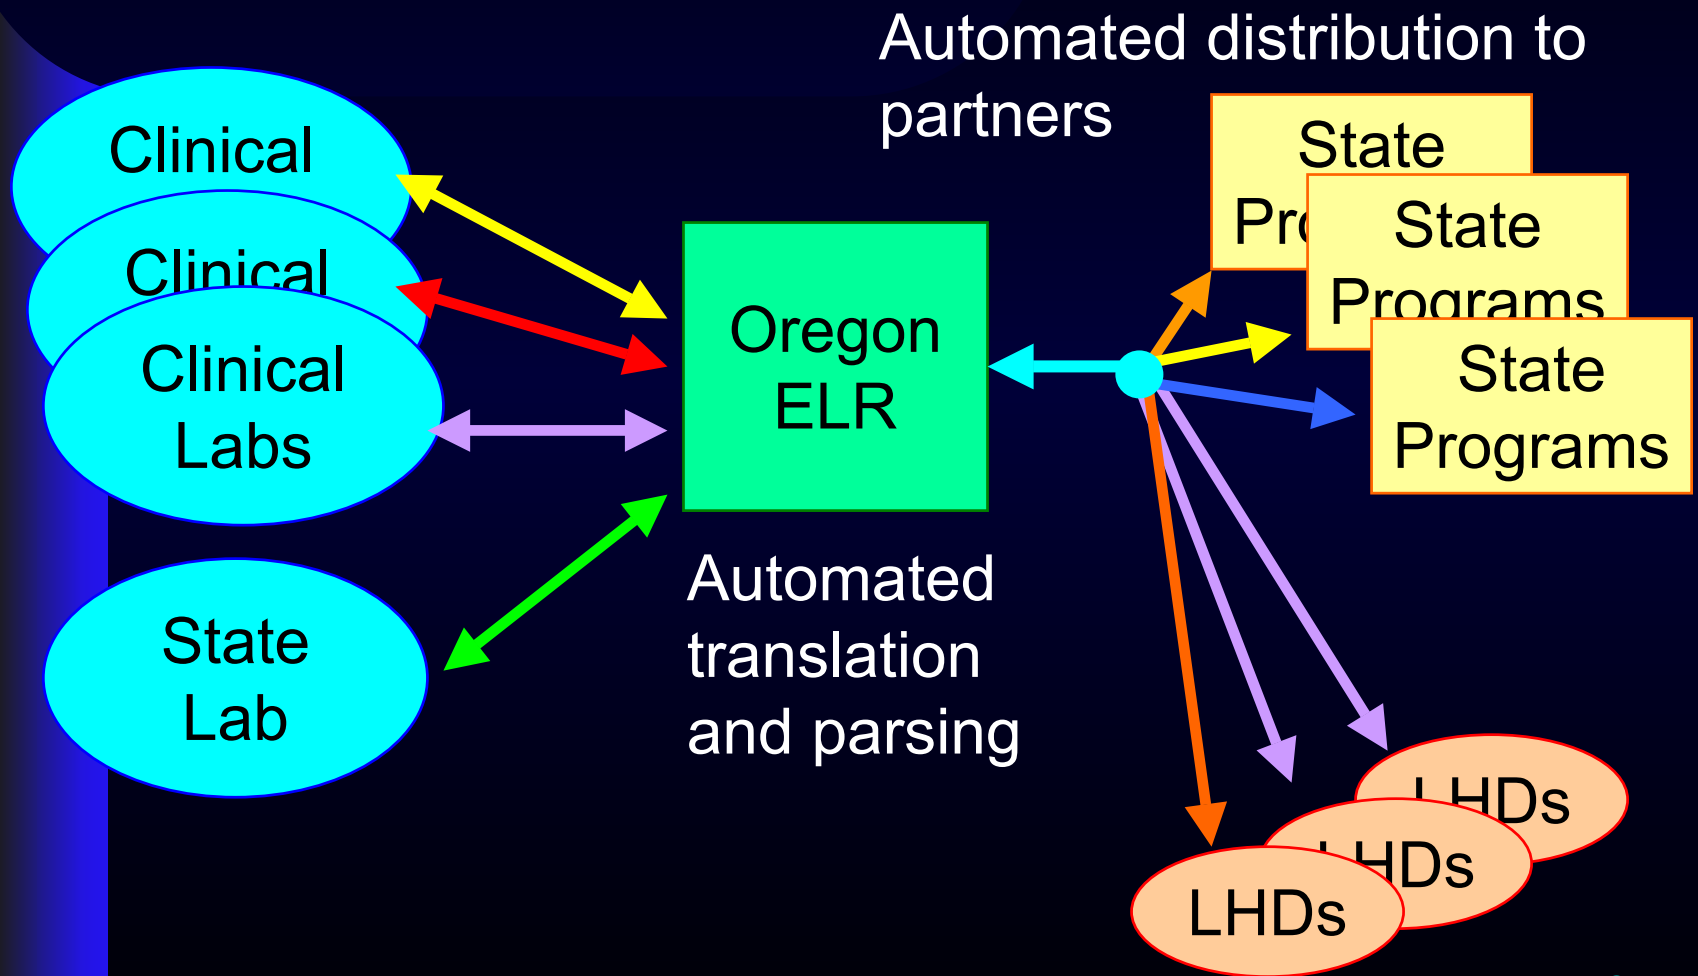 Automated distribution to
partners
Clinical
Clinical
Clinical
Labs
State
Lab
Oregon
ELR
Automated
translation
and parsing
State
State
Programs
State
Programs
LHDs
LHDs
LHDs